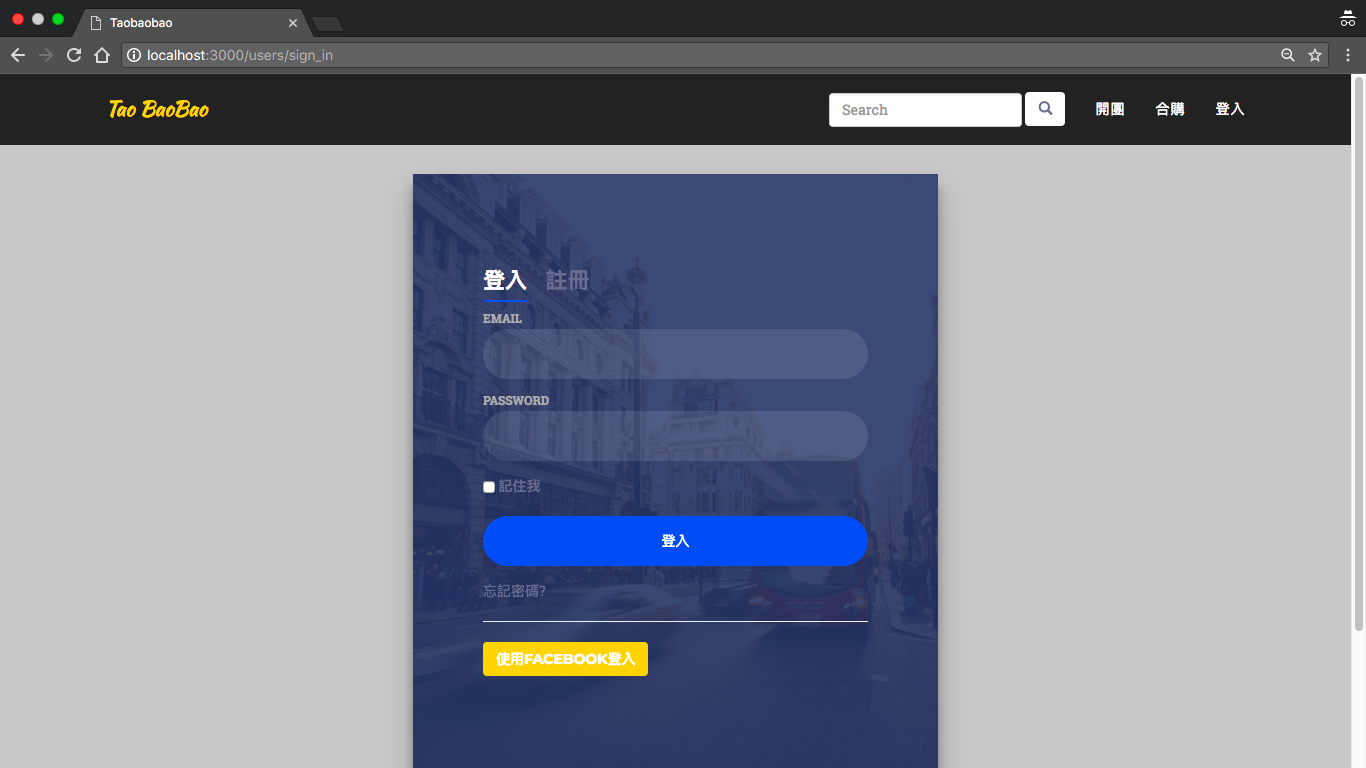 Taobaobao
localhost:3000/users/sign_in
Tao BaoBao
Search
開團 合購 登入
登入 註冊
EMAIL
PASSWORD
記住我
登入
忘記密碼?
使用FACEBOOK登入